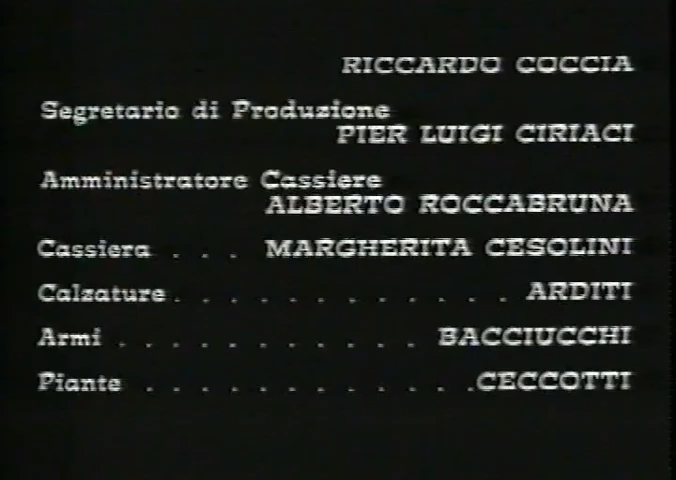 RICCARDO COCCIA
Segretario di Produzione
PIER LUIGI CIRIACI
Amministratore Cassiere
ALBERTO ROCCABRUNA
Cassiera . . . MARGHERITA CESOLINI
Calzature . . . . . . . . . . . . ARDITI
Armi . . . . . . . . . . . BACCIUCCHI
Piante . . . . . . . . . . . . CECCOTTI